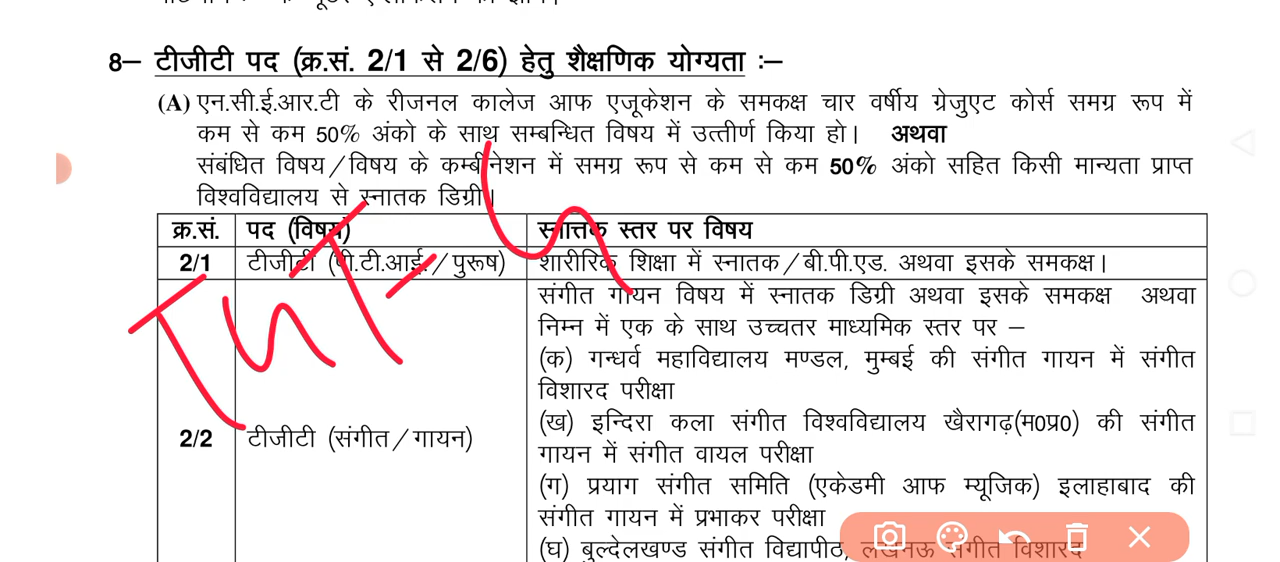 8– टीजीटी पद (क्र.सं. 2/1 से 2/6) हेतु शैक्षणिक योग्यता :–
(A) एन.सी.ई.आर.टी के रीजनल कालेज आफ एजूकेशन के समकक्ष चार वर्षीय ग्रेजुएट कोर्स समग्र रूप में
कम से कम 50% अंको के साथ सम्बन्धित विषय में उत्तीर्ण किया हो। अथवा
संबंधित विषय/विषय के कम्बीनेशन में समग्र रूप से कम से कम 50% अंको सहित किसी मान्यता प्राप्त
विश्वविद्यालय से स्नातक डिग्री।
क्र.सं. पद (विषय) स्नात्तक स्तर पर विषय
2/1 टीजीटी (पी.टी.आई./पुरूष) शारीरिक शिक्षा में स्नातक/बी.पी.एड. अथवा इसके समकक्ष।
संगीत गायन विषय में स्नातक डिग्री अथवा इसके समकक्ष अथवा
निम्न में एक के साथ उच्चतर माध्यमिक स्तर पर –
(क) गन्धर्व महाविद्यालय मण्डल, मुम्बई की संगीत गायन में संगीत
विशारद परीक्षा
2/2 टीजीटी (संगीत/गायन)
(ख) इन्दिरा कला संगीत विश्वविद्यालय खैरागढ़(म0प्र0) की संगीत
गायन में संगीत वायल परीक्षा
(ग) प्रयाग संगीत समिति (एकेडमी आफ म्यूजिक) इलाहाबाद की
संगीत गायन में प्रभाकर परीक्षा
(घ) बुल्देलखण्ड संगीत विद्यापीठ, लखनऊ संगीत विशारद